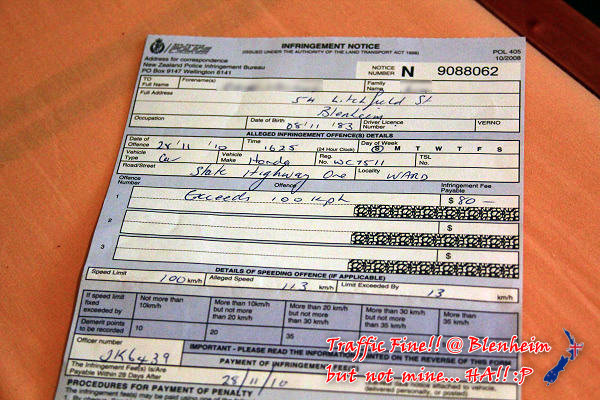 INFRINGEMENT NOTICE
(ISSUED UNDER THE AUTHORITY OF THE LAND TRANSPORT ACT 1998)
POL 405
10/2008
Address for correspondence
New Zealand Police Infringement Bureau
PO Box 9147 Wellington 6141
NOTICE NUMBER N 9088062
TO
Full Name
Forename(s)
Family Name
Full Address
54 Litchfield St
Blenheim
Occupation
Date of Birth 08 11 '83
Driver Licence Number
VERNO
ALLEGED INFRINGEMENT OFFENCE(S) DETAILS
Date of Offence 28/11 '10
Time 1625 (24 Hour Clock)
Day of Week S M T W T F S
Vehicle Type Car
Vehicle Make Honda
Reg. No. WC7511
TSL No.
Road/Street State Highway One
Locality WARD
Offence Number
Offence
Infringement Fee Payable
1 Exceeds 100 kph $ 80 —
2 $
3 $
DETAILS OF SPEEDING OFFENCE (IF APPLICABLE)
Speed Limit 100 km/h
Alleged Speed 113 km/h
Limit Exceeded By 13 km/h
If speed limit fixed exceeded by
Not more than 10km/h
More than 10km/h but not more than 20 km/h
More than 20 km/h but not more than 30 km/h
More than 30 km/h but not more than 35 km/h
More than 35 km/h
Demerit points to be recorded
10
20
35
Officer number JK6439
IMPORTANT - PLEASE READ THE INFORMATION PRINTED ON THE REVERSE OF THIS FORM
PAYMENT OF INFRINGEMENT
The Infringement Fee(s) Is/Are Payable Within 28 Days After 28/11/10
PROCEDURES FOR PAYMENT OF PENALTY
Traffic Fine!! @ Blenheim
but not mine... HA!! :P